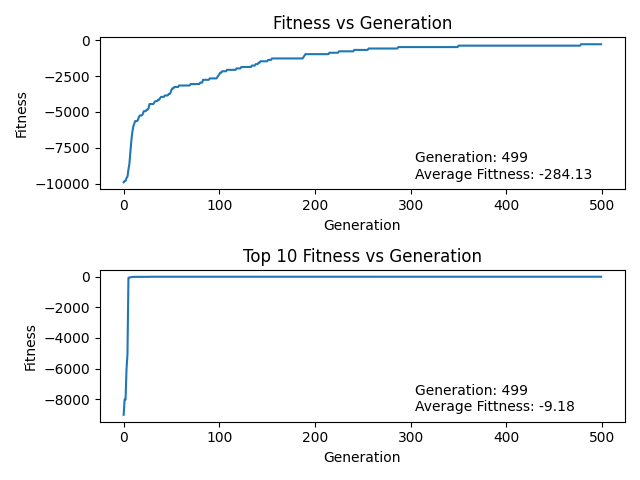 Fitness vs Generation
0
−2500
−5000
−7500
−10000
Fitness
Generation: 499
Average Fittness: -284.13
0 100 200 300 400 500
Generation
Top 10 Fitness vs Generation
0
−2000
−4000
−6000
−8000
Fitness
Generation: 499
Average Fittness: -9.18
0 100 200 300 400 500
Generation